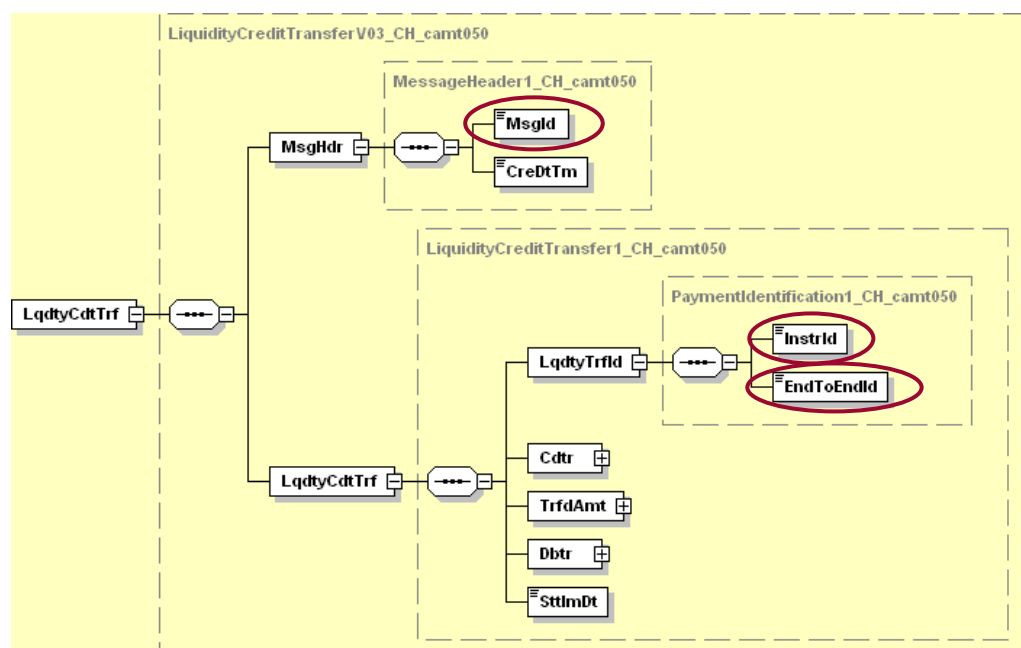 LiquidityCreditTransferV03_CH_camt050
MessageHeader1_CH_camt050
MsgId
MsgHdr
CreDtTm
LiquidityCreditTransfer1_CH_camt050
PaymentIdentification1_CH_camt050
LqdtyCdtTrf
InstrId
LqdtyTrfId
EndToEndId
Cdtr
LqdtyCdtTrf
TrfdAmt
Dbtr
SttlmDt